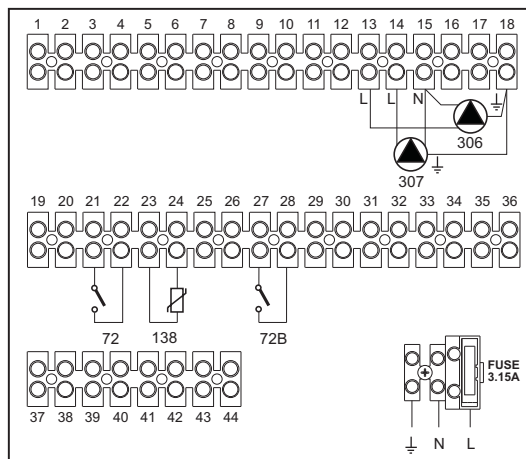 1 2 3 4 5 6 7 8 9 10 11 12 13 14 15 16 17 18
L L N
306
307
19 20 21 22 23 24 25 26 27 28 29 30 31 32 33 34 35 36
72 138 72B
FUSE
3.15A
37 38 39 40 41 42 43 44
N L